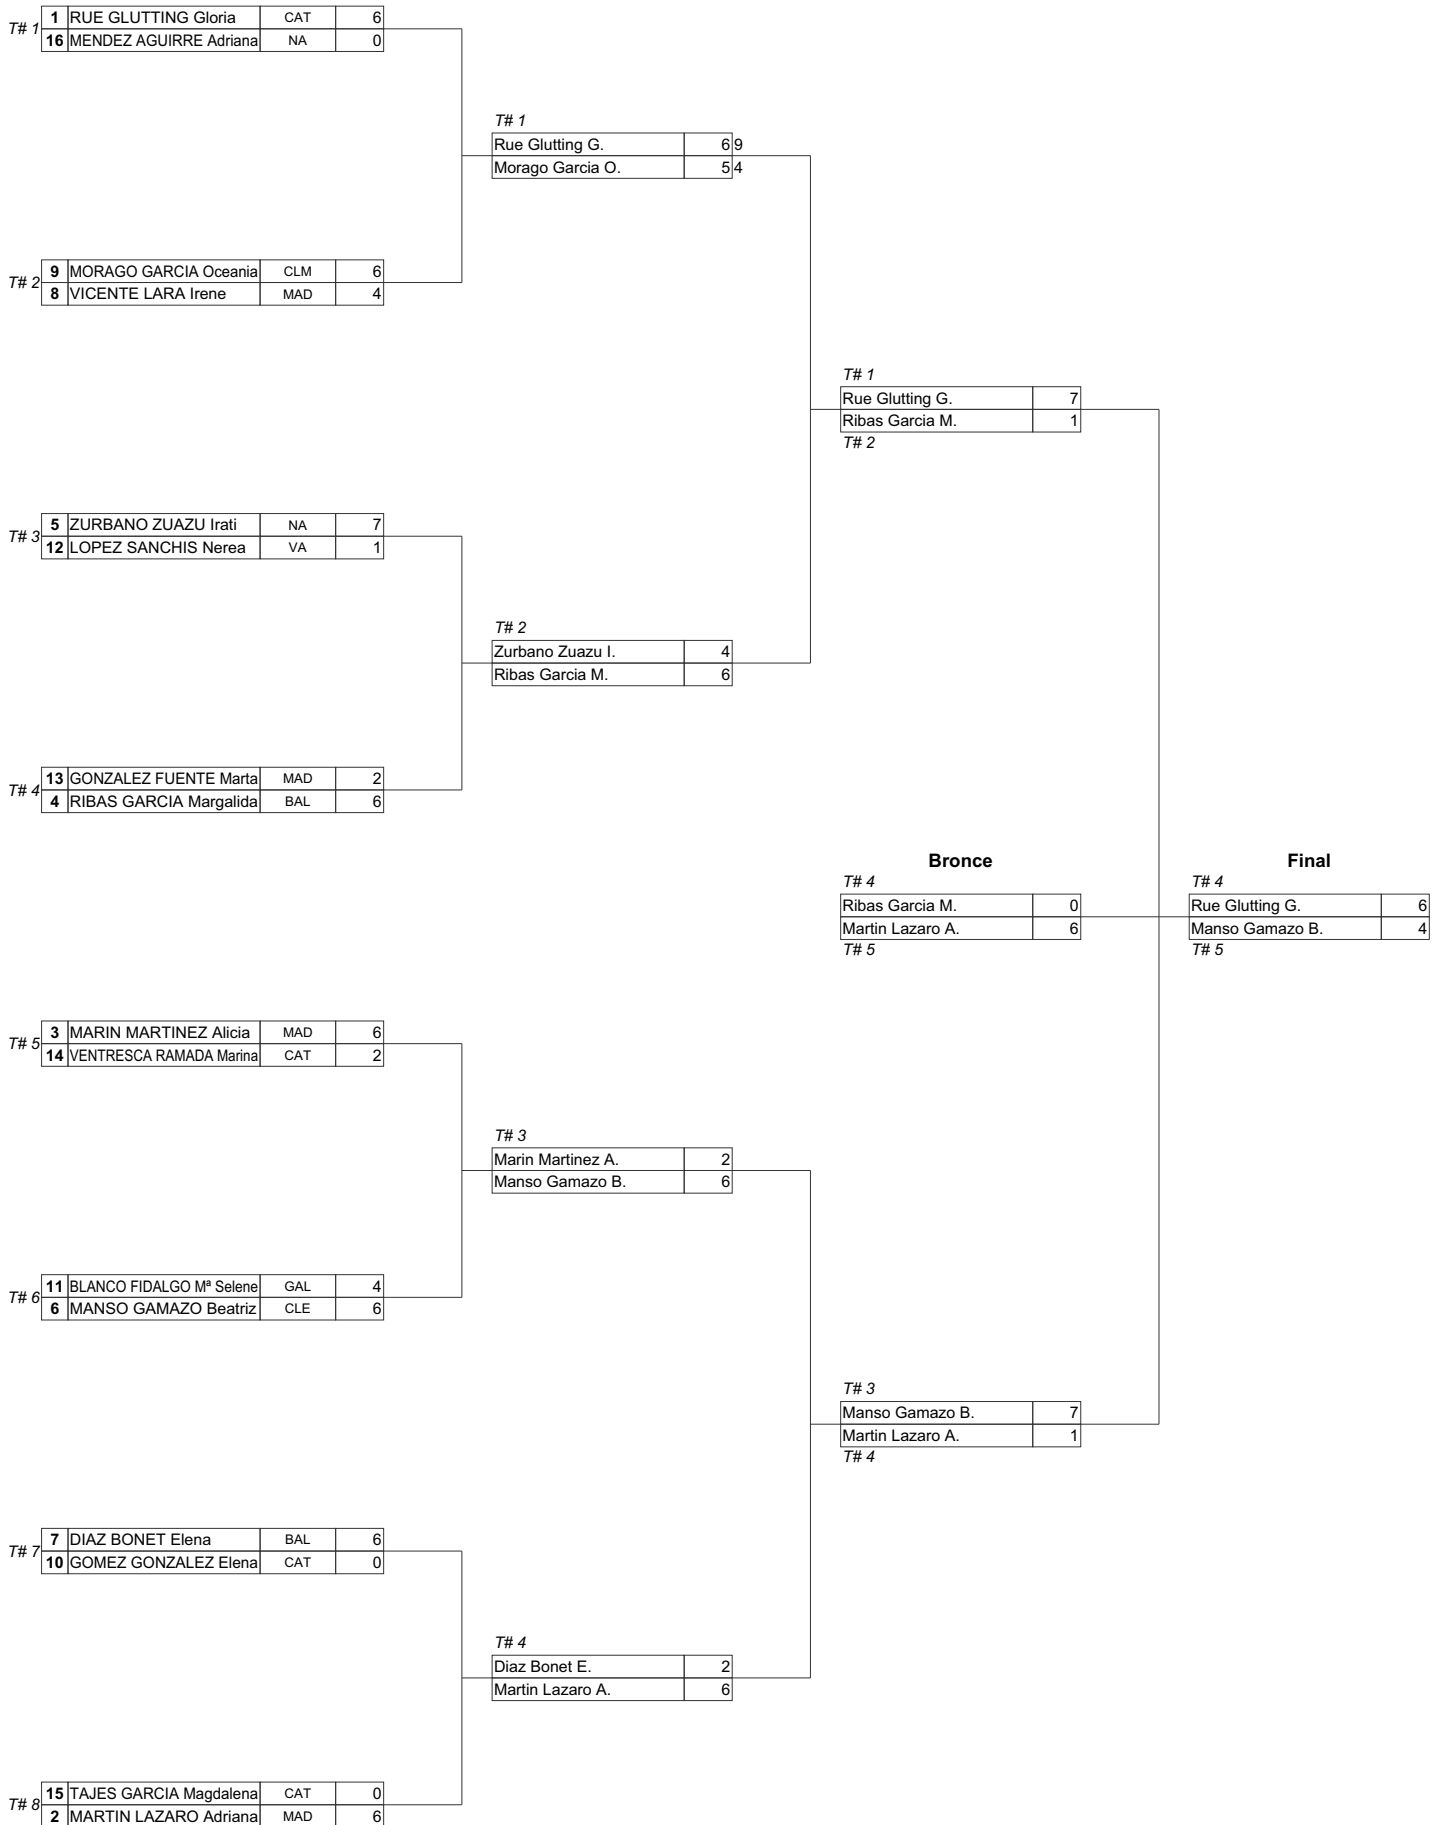 T# 1
1 RUE GLUTTING Gloria CAT 6
16 MENDEZ AGUIRRE Adriana NA 0
T# 1
Rue Glutting G. 6 9
Morago Garcia O. 5 4
T# 2
9 MORAGO GARCIA Oceania CLM 6
8 VICENTE LARA Irene MAD 4
T# 1
Rue Glutting G. 7
Ribas Garcia M. 1
T# 2
T# 3
5 ZURBANO ZUAZU Irati NA 7
12 LOPEZ SANCHIS Nerea VA 1
T# 2
Zurbano Zuazu I. 4
Ribas Garcia M. 6
T# 4
13 GONZALEZ FUENTE Marta MAD 2
4 RIBAS GARCIA Margalida BAL 6
Bronce
T# 4
Ribas Garcia M. 0
Martin Lazaro A. 6
T# 5
Final
T# 4
Rue Glutting G. 6
Manso Gamazo B. 4
T# 5
T# 5
3 MARIN MARTINEZ Alicia MAD 6
14 VENTRESCA RAMADA Marina CAT 2
T# 3
Marin Martinez A. 2
Manso Gamazo B. 6
T# 6
11 BLANCO FIDALGO Mª Selene GAL 4
6 MANSO GAMAZO Beatriz CLE 6
T# 3
Manso Gamazo B. 7
Martin Lazaro A. 1
T# 4
T# 7
7 DIAZ BONET Elena BAL 6
10 GOMEZ GONZALEZ Elena CAT 0
T# 4
Diaz Bonet E. 2
Martin Lazaro A. 6
T# 8
15 TAJES GARCIA Magdalena CAT 0
2 MARTIN LAZARO Adriana MAD 6